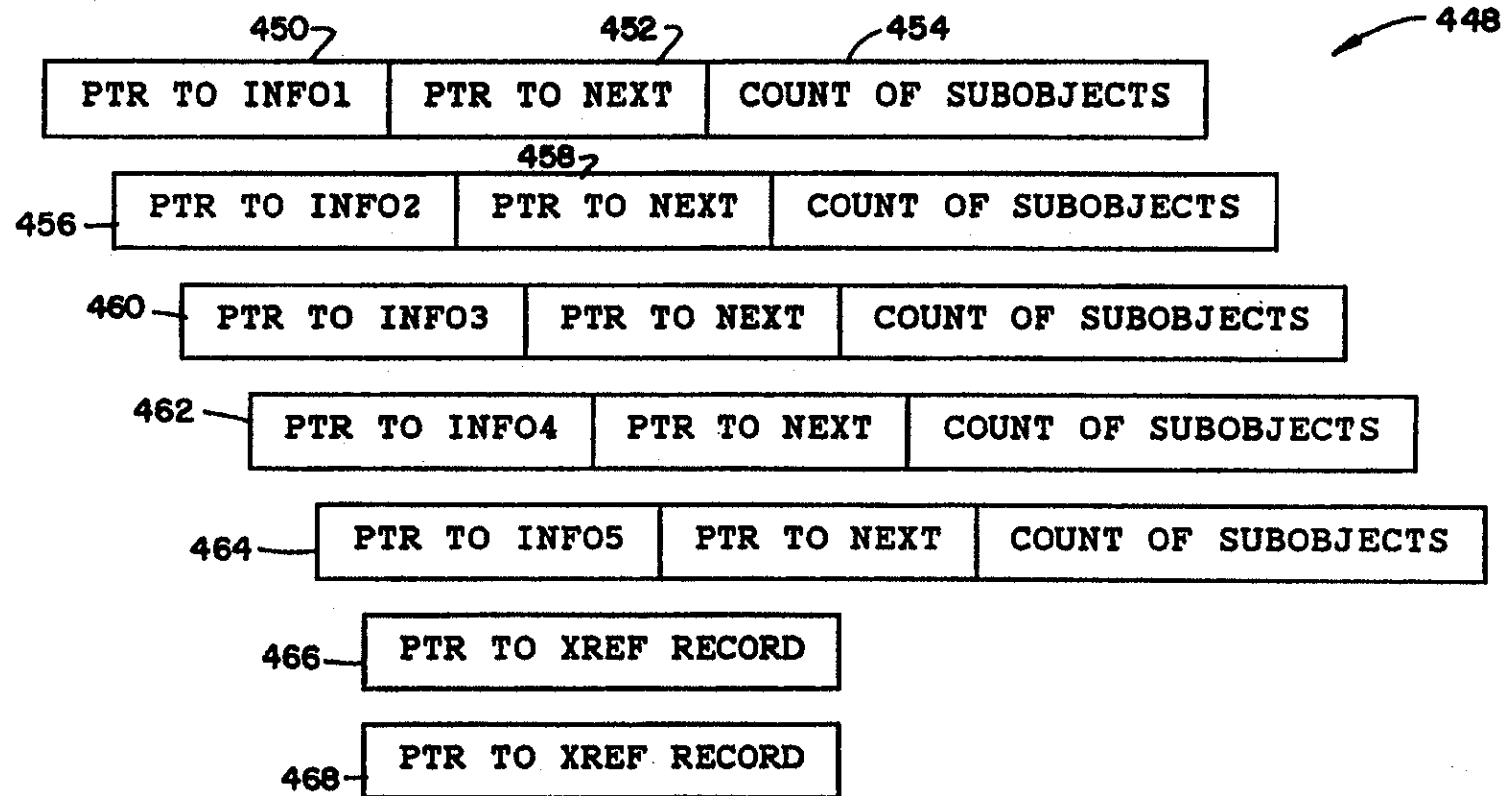 450 452 454 448
PTR TO INFO1 PTR TO NEXT COUNT OF SUBOBJECTS
458
456 PTR TO INFO2 PTR TO NEXT COUNT OF SUBOBJECTS
460 PTR TO INFO3 PTR TO NEXT COUNT OF SUBOBJECTS
462 PTR TO INFO4 PTR TO NEXT COUNT OF SUBOBJECTS
464 PTR TO INFO5 PTR TO NEXT COUNT OF SUBOBJECTS
466 PTR TO XREF RECORD
468 PTR TO XREF RECORD